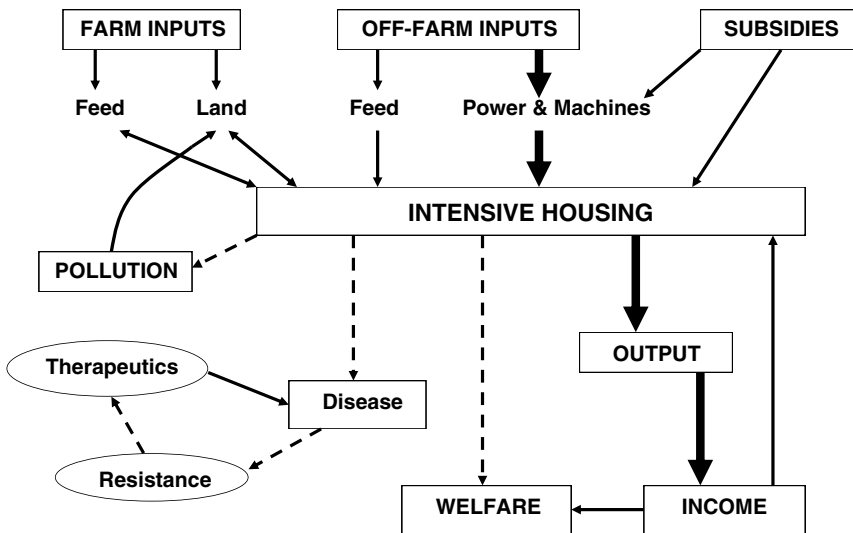 FARM INPUTS
OFF-FARM INPUTS
SUBSIDIES
Feed
Land
Feed
Power & Machines
INTENSIVE HOUSING
POLLUTION
OUTPUT
Therapeutics
Disease
Resistance
WELFARE
INCOME